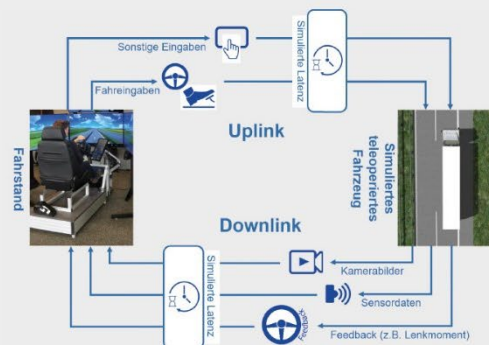 Sonstige Eingaben
Simulierte Latenz
Fahreingaben
Uplink
Fahrstand
Simuliertes
teleoperiertes
Fahrzeug
Downlink
Simulierte Latenz
Kamerabilder
Sensordaten
Feedback
Feedback (z.B. Lenkmoment)